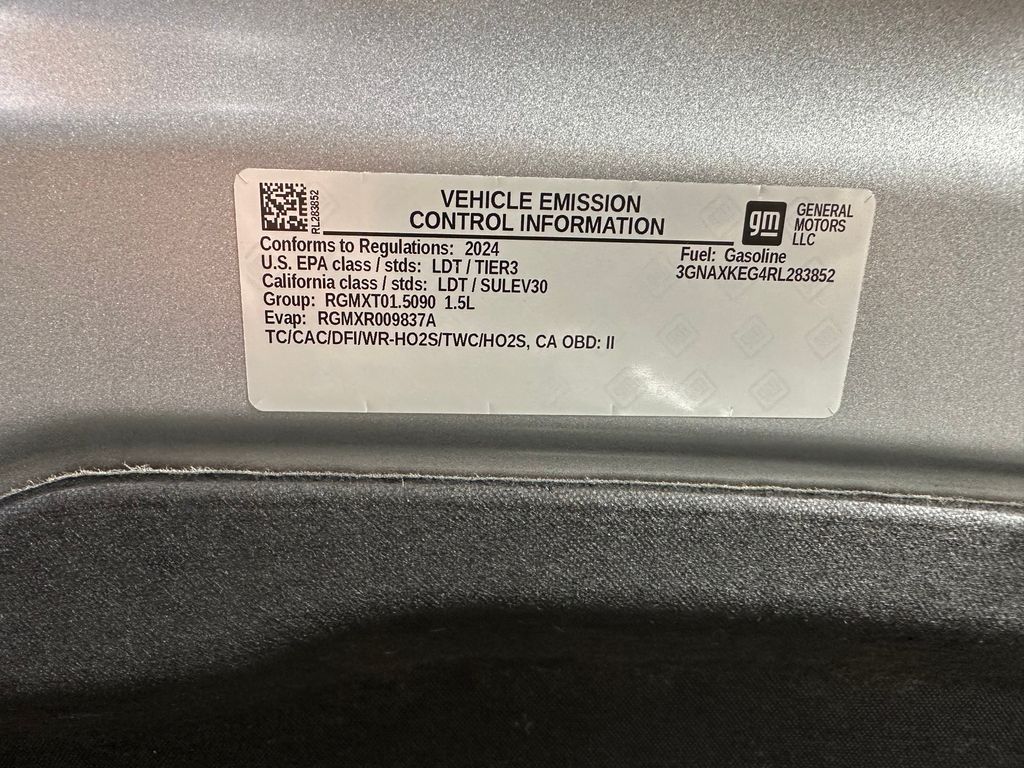 RL283852
VEHICLE EMISSION
CONTROL INFORMATION
gm
GENERAL
MOTORS
LLC
Conforms to Regulations: 2024
Fuel: Gasoline
U.S. EPA class / stds: LDT / TIER3
3GNAXKEG4RL283852
California class / stds: LDT / SULEV30
Group: RGMXT01.5090 1.5L
Evap: RGMXR009837A
TC/CAC/DFI/WR-HO2S/TWC/HO2S, CA OBD: II